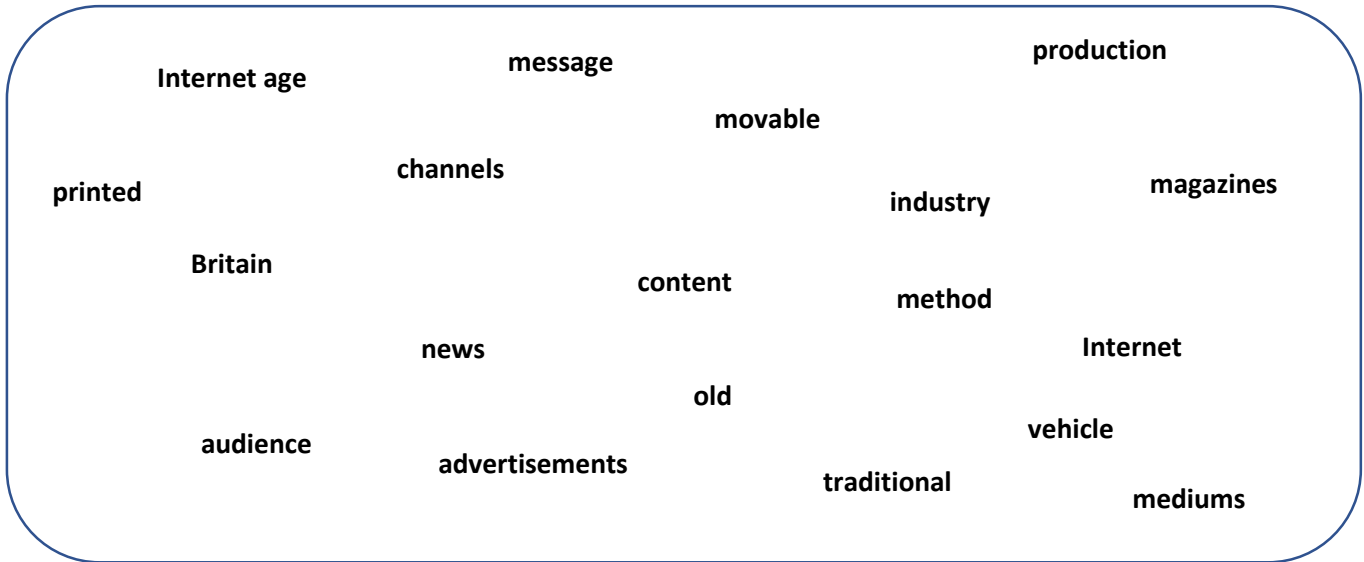 Internet age
message
production
movable
channels
printed
industry
magazines
Britain
content
method
news
Internet
old
audience
vehicle
advertisements
traditional
mediums